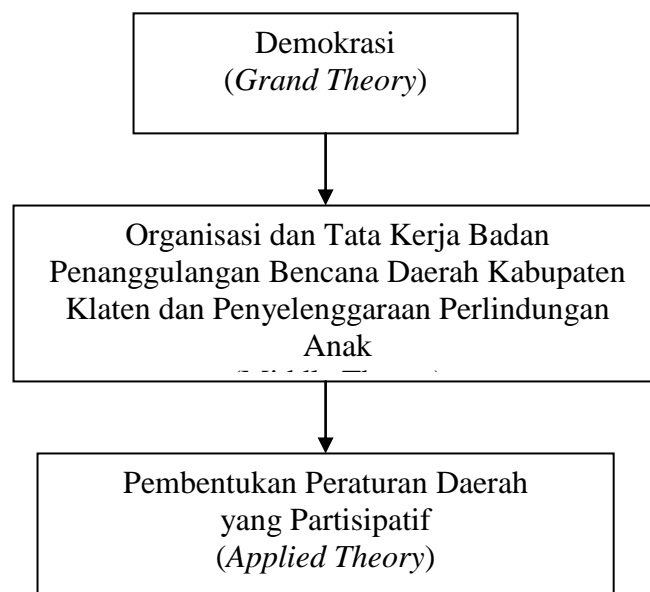 Demokrasi
(Grand Theory)
Organisasi dan Tata Kerja Badan
Penanggulangan Bencana Daerah Kabupaten
Klaten dan Penyelenggaraan Perlindungan
Anak
Pembentukan Peraturan Daerah
yang Partisipatif
(Applied Theory)